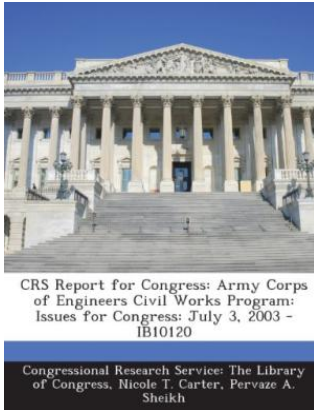 CRS Report for Congress: Army Corps
of Engineers Civil Works Program:
Issues for Congress: July 3, 2003 -
IB10120
Congressional Research Service: The Library
of Congress, Nicole T. Carter, Pervaze A.
Sheikh